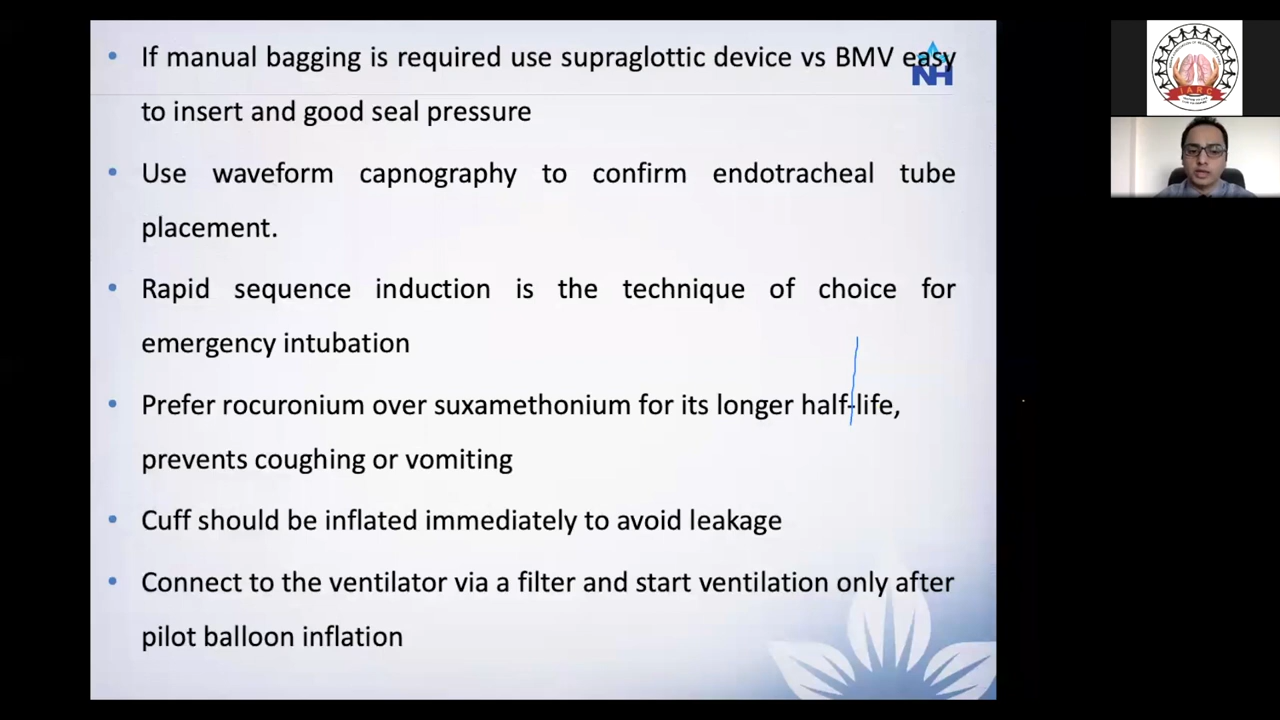 • If manual bagging is required use supraglottic device vs BMV easy
to insert and good seal pressure
• Use waveform capnography to confirm endotracheal tube
placement.
• Rapid sequence induction is the technique of choice for
emergency intubation
• Prefer rocuronium over suxamethonium for its longer half-life,
prevents coughing or vomiting
• Cuff should be inflated immediately to avoid leakage
• Connect to the ventilator via a filter and start ventilation only after
pilot balloon inflation
NH
IARC